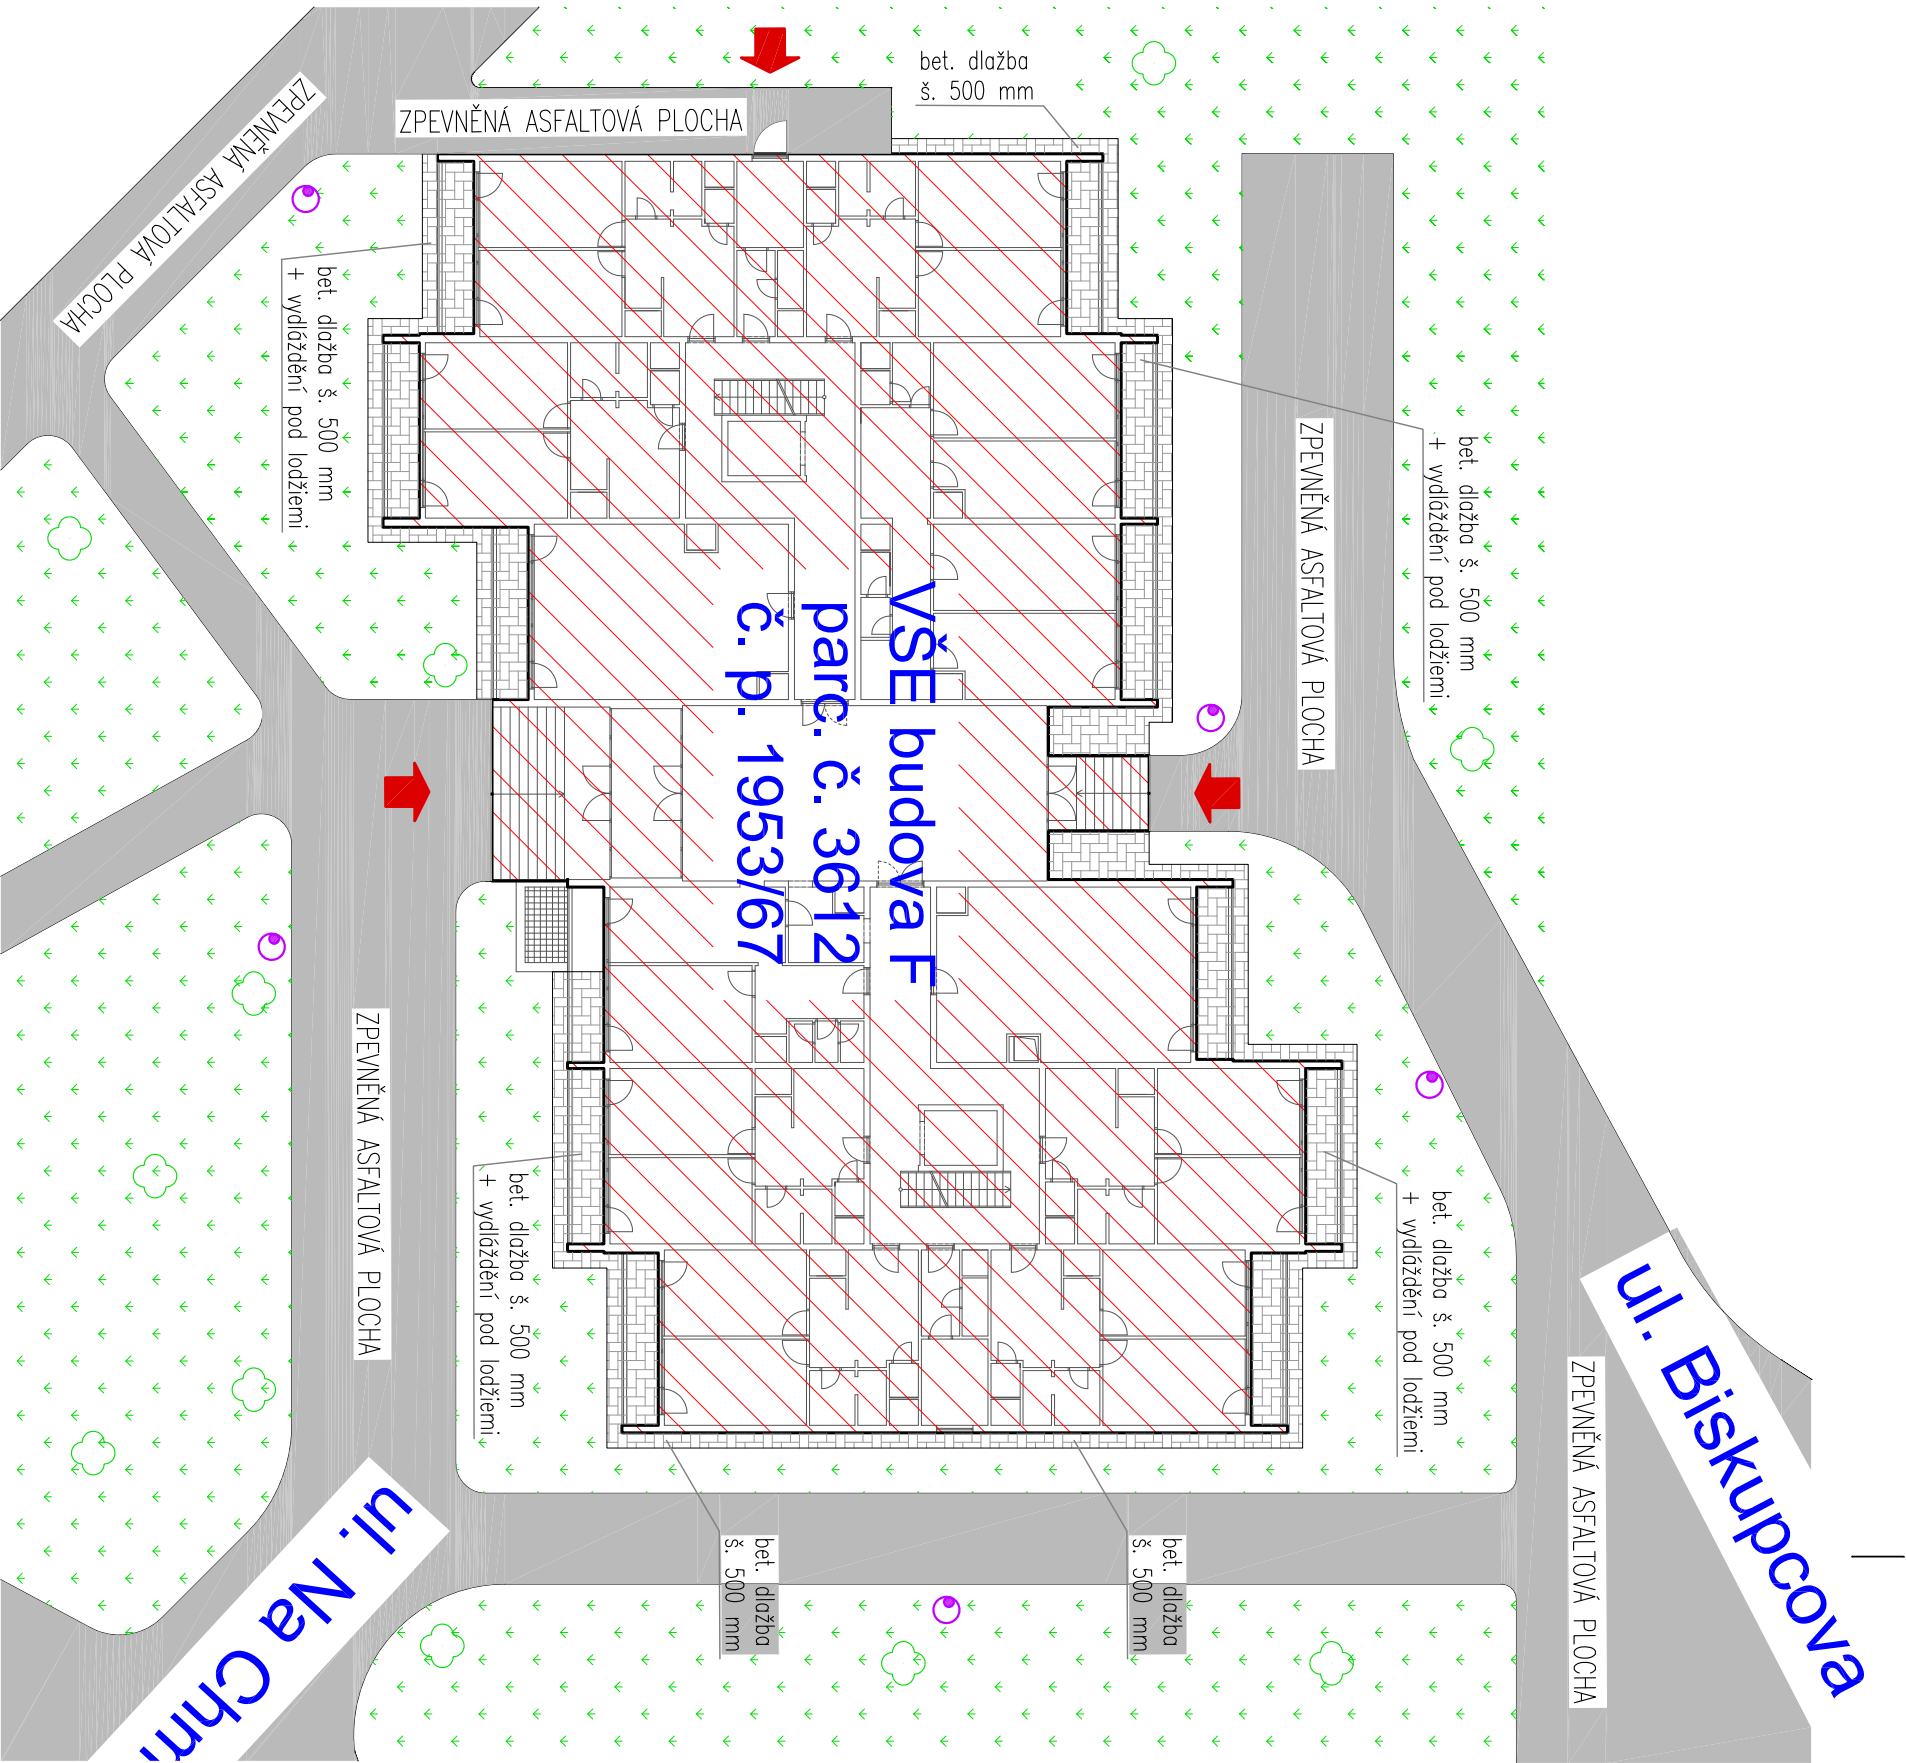 bet. dlažba
š. 500 mm
ZPEVNĚNÁ ASFALTOVÁ PLOCHA
ZPEVNĚNÁ ASFALTOVÁ PLOCHA
bet. dlažba š. 500 mm
+ vydláždění pod lodžiemi
bet. dlažba š. 500 mm
+ vydláždění pod lodžiemi
ZPEVNĚNÁ ASFALTOVÁ PLOCHA
VŠE budova F
parc. č. 3612
č. p. 1953/67
ZPEVNĚNÁ ASFALTOVÁ PLOCHA
bet. dlažba š. 500 mm
+ vydláždění pod lodžiemi
bet. dlažba š. 500 mm
+ vydláždění pod lodžiemi
ul. Biskupcova
ZPEVNĚNÁ ASFALTOVÁ PLOCHA
ul. Na Chm
bet. dlažba
š. 500 mm
bet. dlažba
š. 500 mm